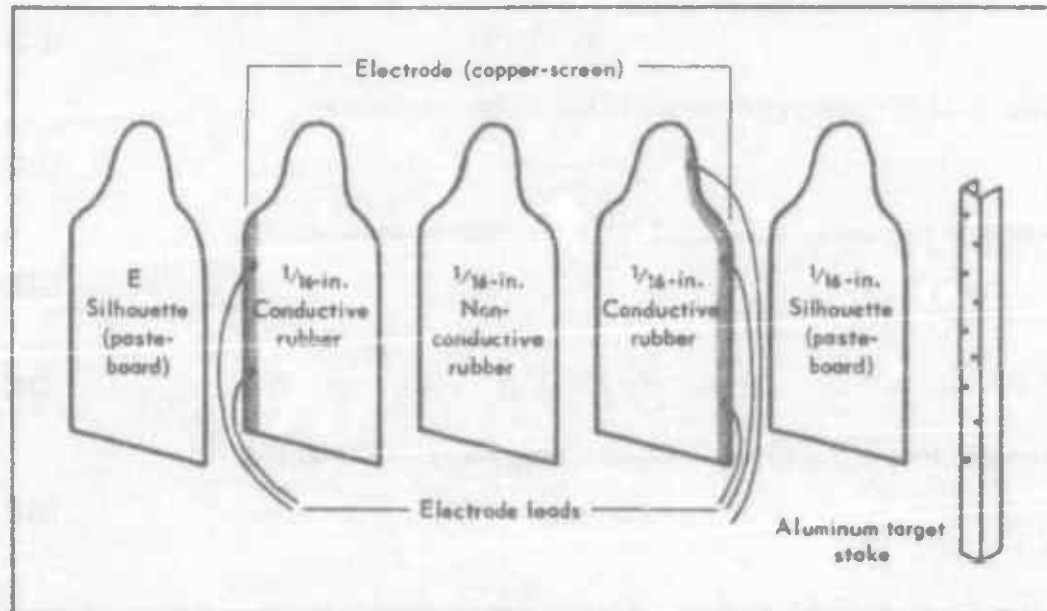 Electrode (copper-screen)
E
Silhouette
(paste-
board)
1/16-in.
Conductive
rubber
1/16-in.
Non-
conductive
rubber
1/16-in.
Conductive
rubber
1/16-in.
Silhouette
(paste-
board)
Electrode leads
Aluminum target
stake